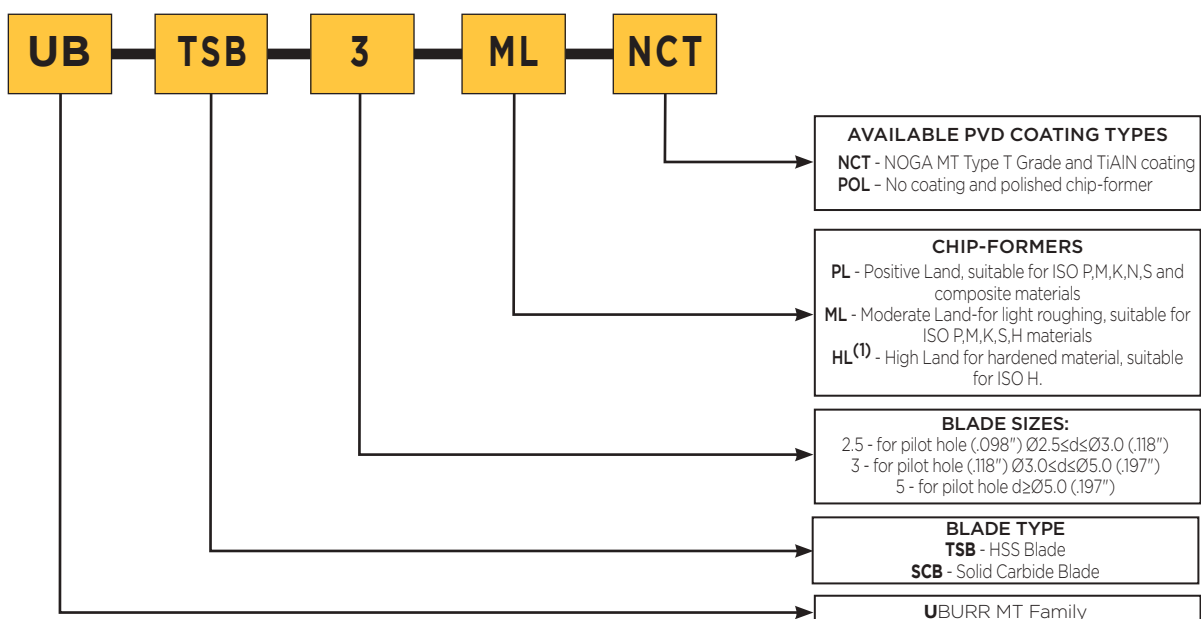 UB TSB 3 ML NCT
AVAILABLE PVD COATING TYPES
NCT - NOGA MT Type T Grade and TiAlN coating
POL – No coating and polished chip-former
CHIP-FORMERS
PL - Positive Land, suitable for ISO P,M,K,N,S and
composite materials
ML - Moderate Land-for light roughing, suitable for
ISO P,M,K,S,H materials
HL(1) - High Land for hardened material, suitable
for ISO H.
BLADE SIZES:
2.5 - for pilot hole (.098") Ø2.5≤d≤Ø3.0 (.118")
3 - for pilot hole (.118") Ø3.0≤d≤Ø5.0 (.197")
5 - for pilot hole d≥Ø5.0 (.197")
BLADE TYPE
TSB - HSS Blade
SCB - Solid Carbide Blade
UBURR MT Family